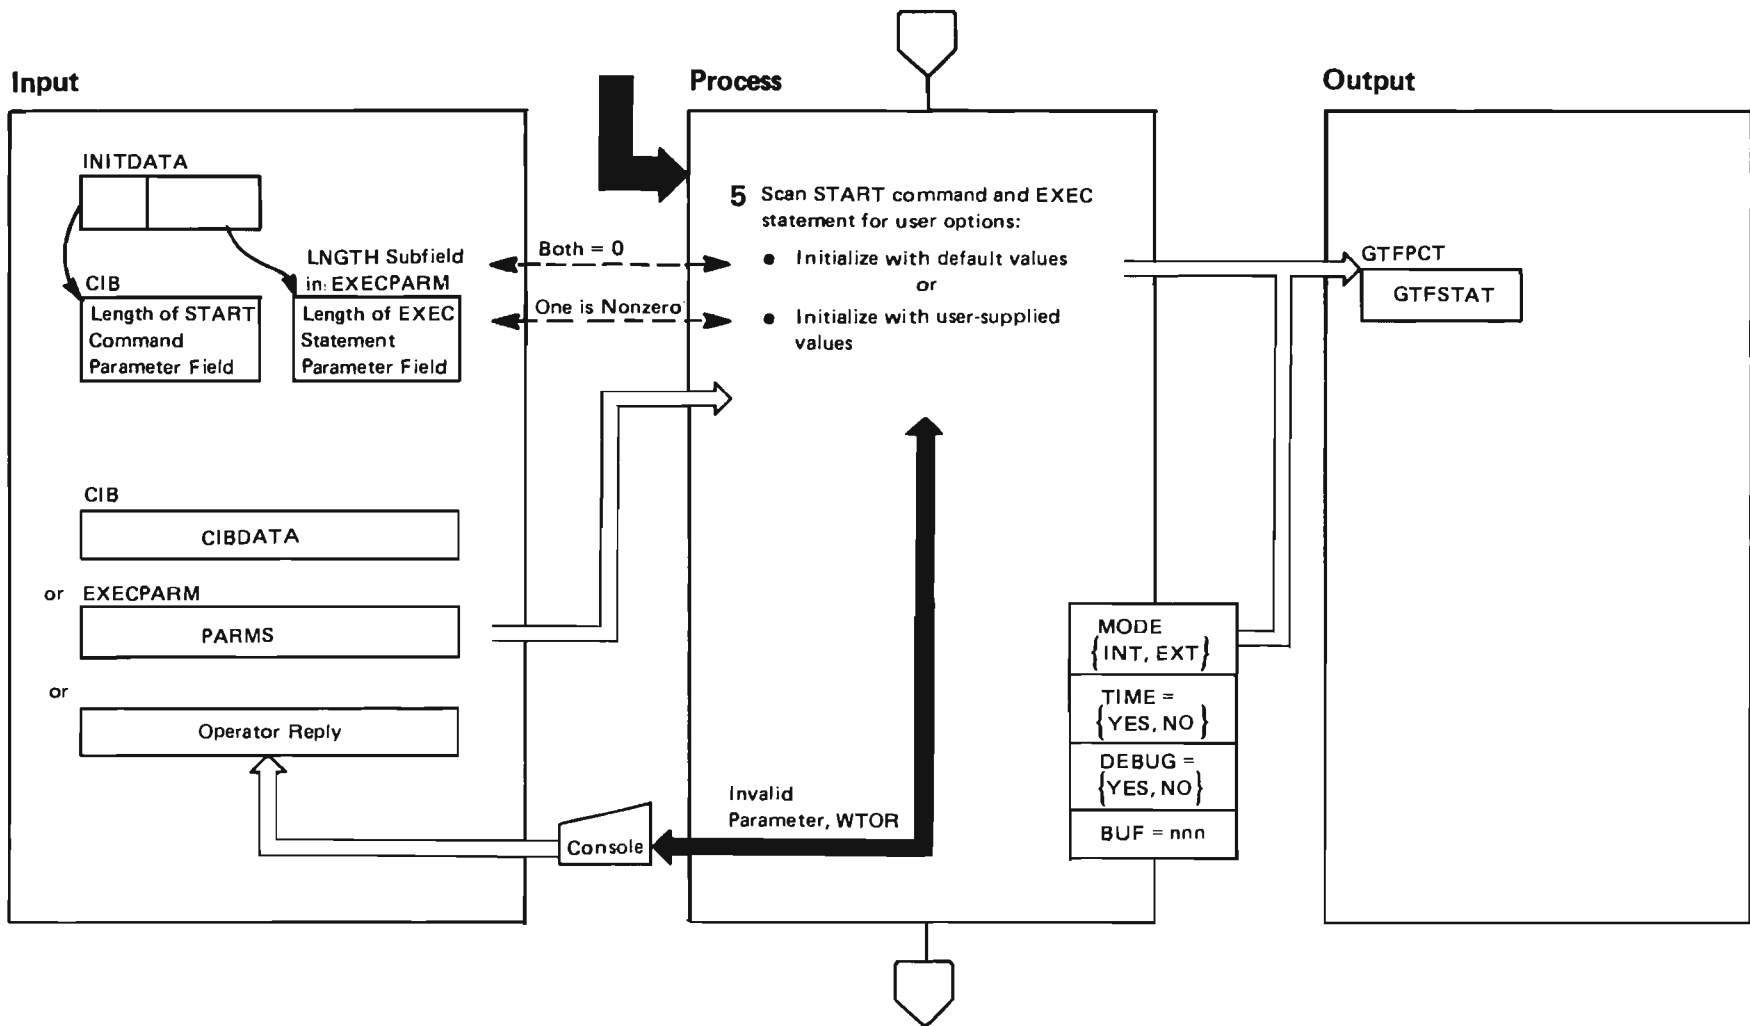 Input
Process
Output
INITDATA
LNGTH Subfield
in: EXECPARM
CIB
Length of START
Command
Parameter Field
Length of EXEC
Statement
Parameter Field
Both = 0
One is Nonzero
5 Scan START command and EXEC
statement for user options:
• Initialize with default values
or
• Initialize with user-supplied
values
GTFPCT
GTFSTAT
CIB
CIBDATA
or EXECPARM
PARMS
or
Operator Reply
Console
Invalid
Parameter, WTOR
MODE
{INT, EXT}
TIME =
{YES, NO}
DEBUG =
{YES, NO}
BUF = nnn